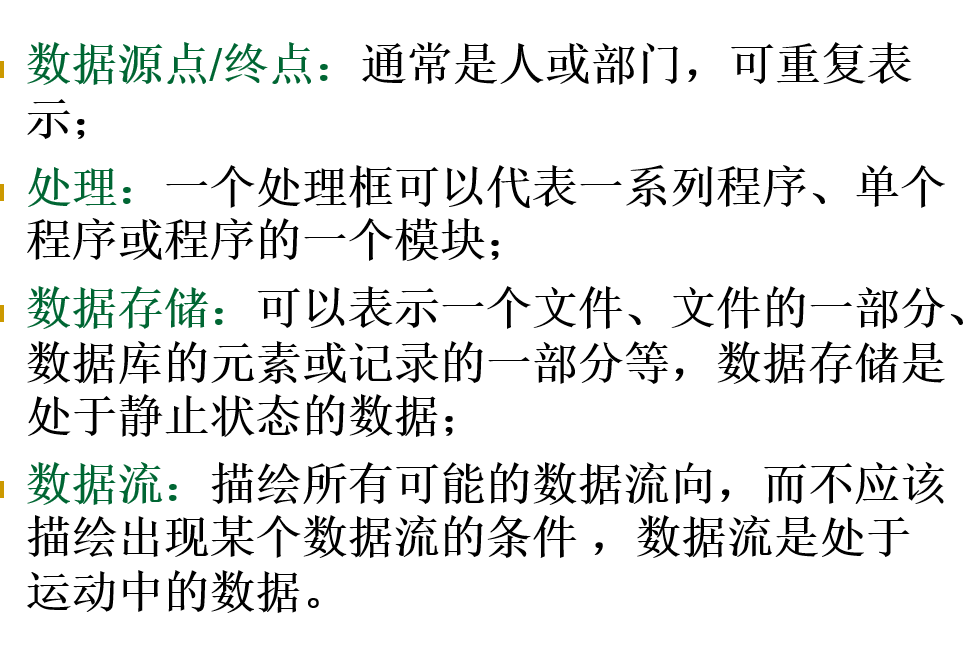 数据源点/终点：通常是人或部门，可重复表
示；
处理：一个处理框可以代表一系列程序、单个
程序或程序的一个模块；
数据存储：可以表示一个文件、文件的一部分、
数据库的元素或记录的一部分等，数据存储是
处于静止状态的数据；
数据流：描绘所有可能的数据流向，而不应该
描绘出现某个数据流的条件，数据流是处于
运动中的数据。